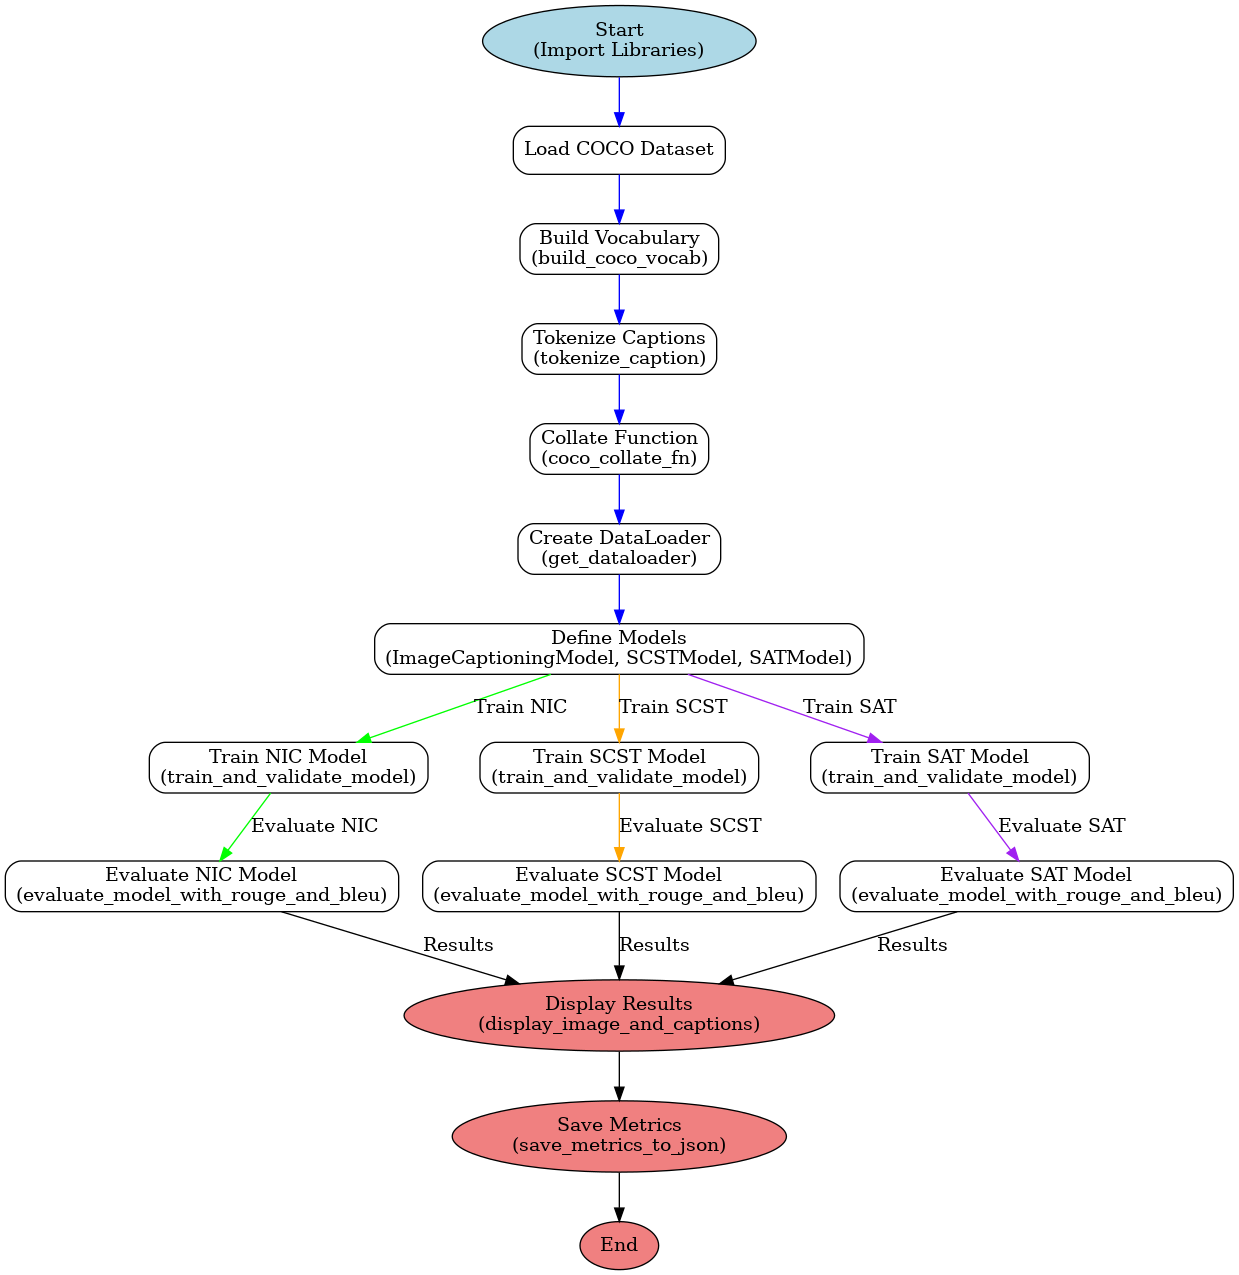 Start
(Import Libraries)
Load COCO Dataset
Build Vocabulary
(build_coco_vocab)
Tokenize Captions
(tokenize_caption)
Collate Function
(coco_collate_fn)
Create DataLoader
(get_dataloader)
Define Models
(ImageCaptioningModel, SCSTModel, SATModel)
Train NIC
Train SCST
Train SAT
Train NIC Model
(train_and_validate_model)
Train SCST Model
(train_and_validate_model)
Train SAT Model
(train_and_validate_model)
Evaluate NIC
Evaluate SCST
Evaluate SAT
Evaluate NIC Model
(evaluate_model_with_rouge_and_bleu)
Evaluate SCST Model
(evaluate_model_with_rouge_and_bleu)
Evaluate SAT Model
(evaluate_model_with_rouge_and_bleu)
Results
Results
Results
Display Results
(display_image_and_captions)
Save Metrics
(save_metrics_to_json)
End